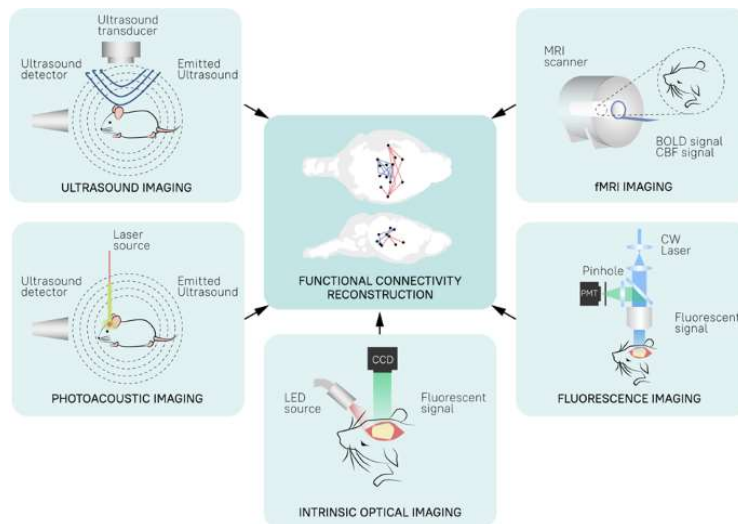 Ultrasound
transducer
Ultrasound
detector
Emitted
Ultrasound
ULTRASOUND IMAGING
MRI
scanner
BOLD signal
CBF signal
fMRI IMAGING
FUNCTIONAL CONNECTIVITY
RECONSTRUCTION
Laser
source
Ultrasound
detector
Emitted
Ultrasound
PHOTOACOUSTIC IMAGING
CW
Laser
Pinhole
PMT
Fluorescent
signal
FLUORESCENCE IMAGING
CCD
LED
source
Fluorescent
signal
INTRINSIC OPTICAL IMAGING